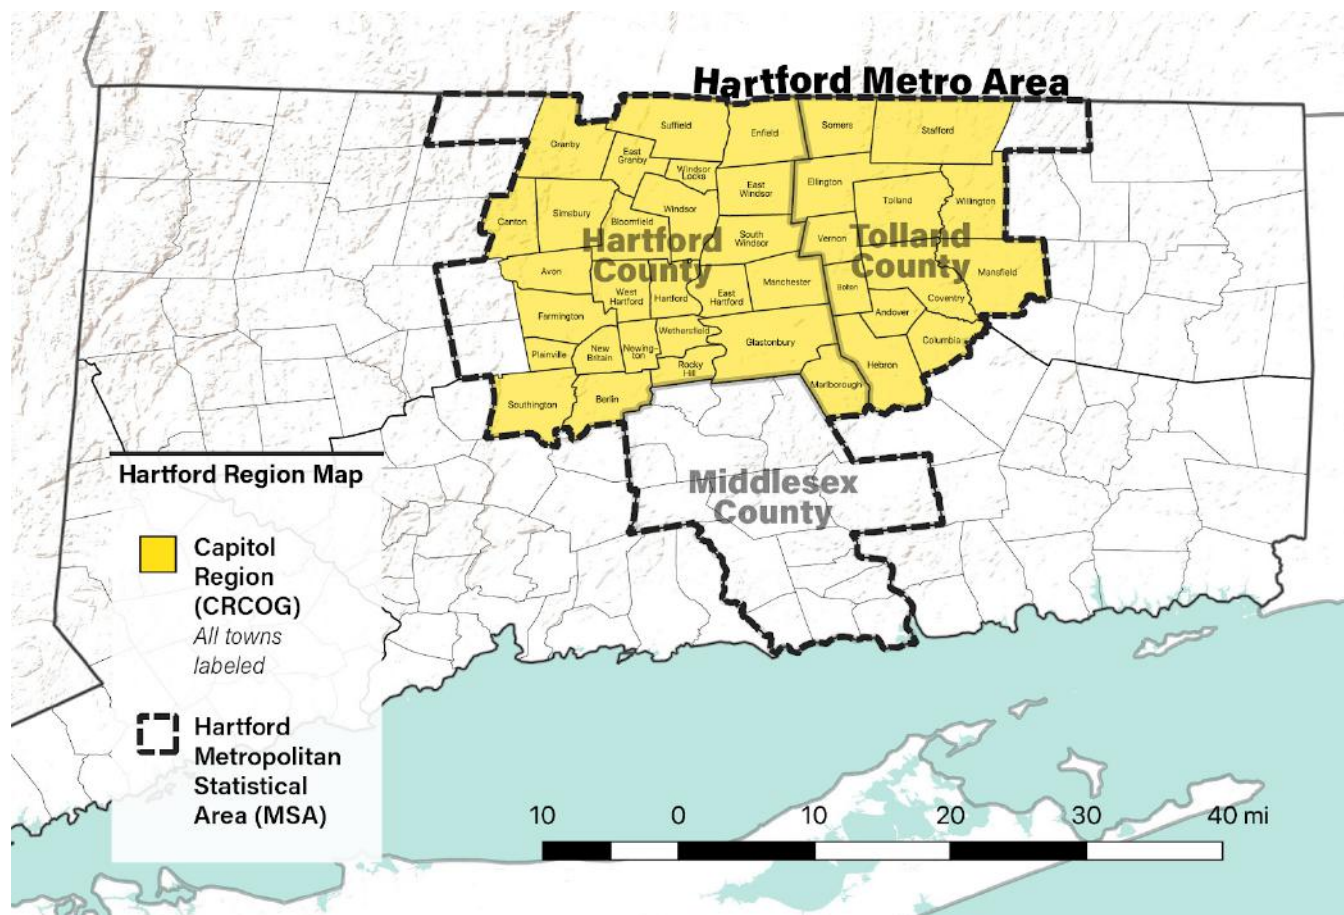 Hartford Metro Area
Suffield
Enfield
Somers
Stafford
Granby
East
Granby
Windsor
Locks
East
Windsor
Ellington
Tolland
Willington
Canton
Simsbury
Bloomfield
Windsor
South
Windsor
Vernon
Hartford
County
Tolland
County
Mansfield
Avon
West
Hartford
Hartford
East
Hartford
Manchester
Bolton
Coventry
Andover
Farmington
Wethersfield
Glastonbury
Columbia
Plainville
New
Britain
Newing-
ton
Rocky
Hill
Hebron
Marlborough
Southington
Berlin
Middlesex
County
Hartford Region Map
Capitol
Region
(CRCOG)
All towns
labeled
Hartford
Metropolitan
Statistical
Area (MSA)
10 0 10 20 30 40 mi